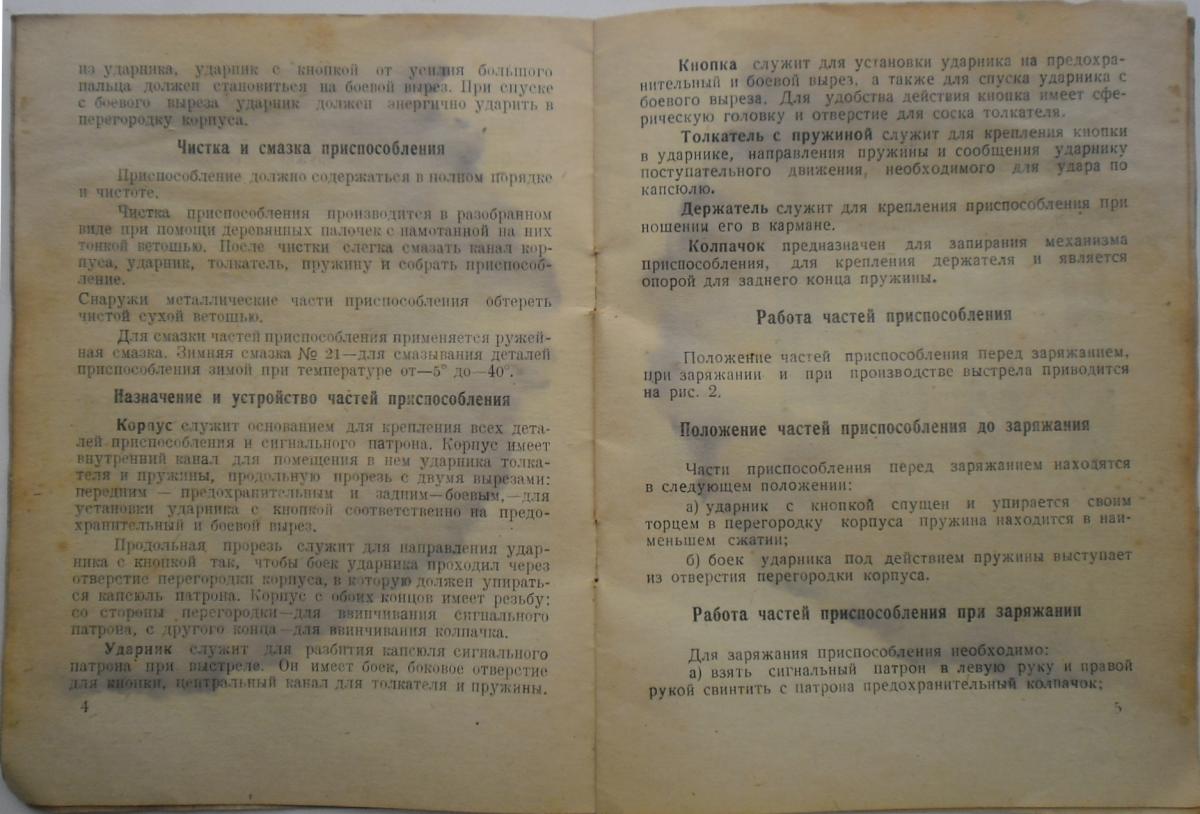 из ударника, ударник с кнопкой от усилия большого
пальца должен становиться на боевой вырез. При спуске
с боевого выреза ударник должен энергично ударить в
перегородку корпуса.
Чистка и смазка приспособления
Приспособление должно содержаться в полном порядке
и чистоте.
Чистка приспособления производится в разобранном
виде при помощи деревянных палочек с намотанной на них
тонкой ветошью. После чистки слегка смазать канал кор-
пуса, ударник, толкатель, пружину и собрать приспособ-
ление.
Снаружи металлические части приспособления обтереть
чистой сухой ветошью.
Для смазки частей приспособления применяется ружей-
ная смазка. Зимняя смазка № 21—для смазывания деталей
приспособления зимой при температуре от—5° до—40°.
Назначение и устройство частей приспособления
Корпус служит основанием для крепления всех дета-
лей приспособления и сигнального патрона. Корпус имеет
внутренний канал для помещения в нем ударника толка-
теля и пружины, продольную прорезь с двумя вырезами:
передним — предохранительным и задним—боевым,—для
установки ударника с кнопкой соответственно на предо-
хранительный и боевой вырез.
Продольная прорезь служит для направления удар-
ника с кнопкой так, чтобы боек ударника проходил через
отверстие перегородки корпуса, в которую должен упирать-
ся капсюль патрона. Корпус с обоих концов имеет резьбу:
со стороны перегородки—для ввинчивания сигнального
патрона, с другого конца—для ввинчивания колпачка.
Ударник служит для разбития капсюля сигнального
патрона при выстреле. Он имеет боек, боковое отверстие
для кнопки, центральный канал для толкателя и пружины.
4
Кнопка служит для установки ударника на предохра-
нительный и боевой вырез, а также для спуска ударника с
боевого выреза. Для удобства действия кнопка имеет сфе-
рическую головку и отверстие для соска толкателя.
Толкатель с пружиной служит для крепления кнопки
в ударнике, направления пружины и сообщения ударнику
поступательного движения, необходимого для удара по
капсюлю.
Держатель служит для крепления приспособления при
ношении его в кармане.
Колпачок предназначен для запирания механизма
приспособления, для крепления держателя и является
опорой для заднего конца пружины.
Работа частей приспособления
Положение частей приспособления перед заряжанием,
при заряжании и при производстве выстрела приводится
на рис. 2.
Положение частей приспособления до заряжания
Части приспособления перед заряжанием находятся
в следующем положении:
а) ударник с кнопкой спущен и упирается своим
торцем в перегородку корпуса пружина находится в наи-
меньшем сжатии;
б) боек ударника под действием пружины выступает
из отверстия перегородки корпуса.
Работа частей приспособления при заряжании
Для заряжания приспособления необходимо:
а) взять сигнальный патрон в левую руку и правой
рукой свинтить с патрона предохранительный колпачок;
5